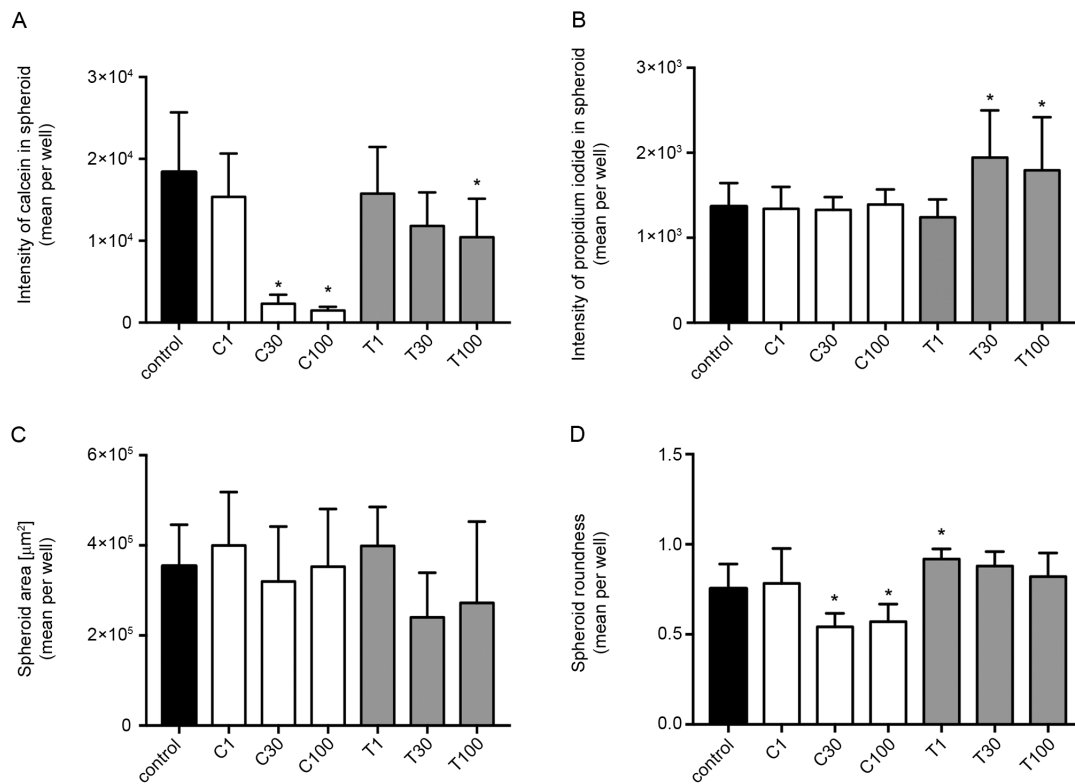 A
Intensity of calcein in spheroid
(mean per well)
3×10⁴
2×10⁴
1×10⁴
0
*
*
*
control
C1
C30
C100
T1
T30
T100
B
Intensity of propidium iodide in spheroid
(mean per well)
3×10³
2×10³
1×10³
0
*
*
control
C1
C30
C100
T1
T30
T100
C
Spheroid area [μm²]
(mean per well)
6×10⁵
4×10⁵
2×10⁵
0
control
C1
C30
C100
T1
T30
T100
D
Spheroid roundness
(mean per well)
1.5
1.0
0.5
0.0
*
*
*
control
C1
C30
C100
T1
T30
T100